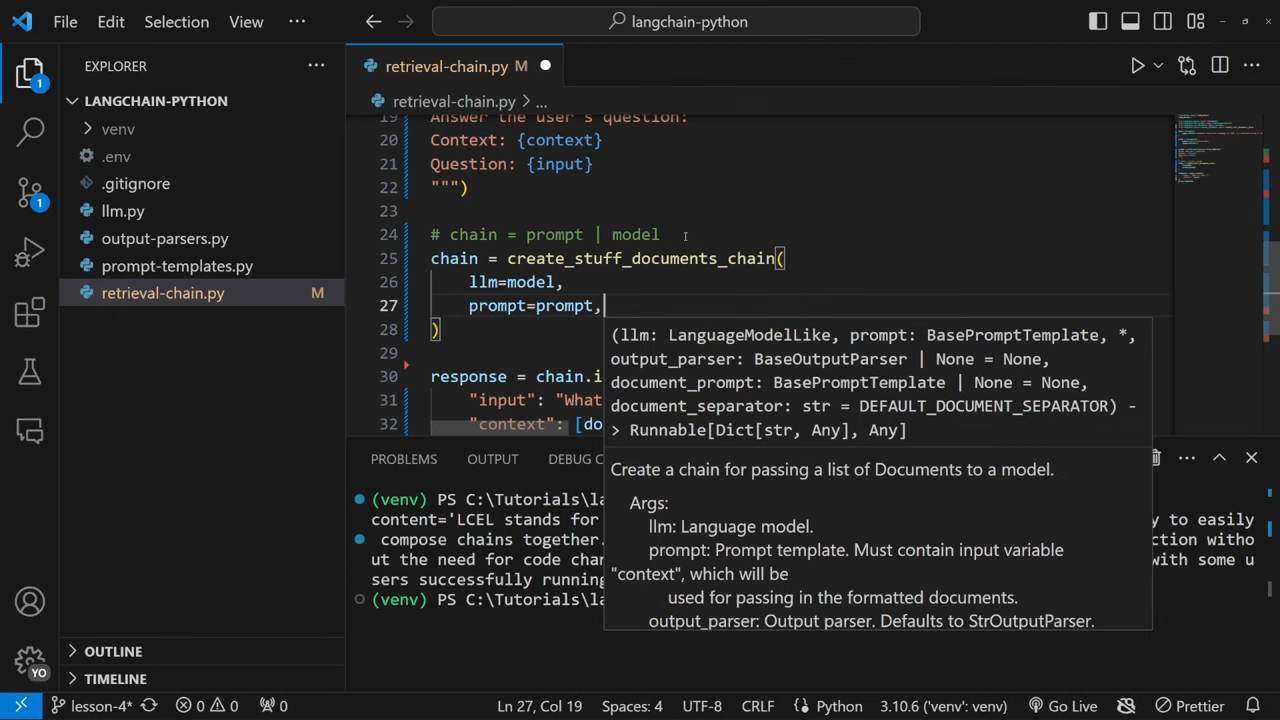 File Edit Selection View ··· langchain-python
EXPLORER ···
LANGCHAIN-PYTHON
venv
.env
.gitignore
llm.py
output-parsers.py
prompt-templates.py
retrieval-chain.py M
OUTLINE
TIMELINE
1
1
YO
retrieval-chain.py M
retrieval-chain.py > ...
19 Answer the user's question:
20 Context: {context}
21 Question: {input}
22 """)
23
24 # chain = prompt | model
25 chain = create_stuff_documents_chain(
26 llm=model,
27 prompt=prompt,
28 )
29
30 response = chain.i
31 "input": "What
32 "context": [do
(llm: LanguageModelLike, prompt: BasePromptTemplate, *,
output_parser: BaseOutputParser | None = None,
document_prompt: BasePromptTemplate | None = None,
document_separator: str = DEFAULT_DOCUMENT_SEPARATOR) -
> Runnable[Dict[str, Any], Any]
Create a chain for passing a list of Documents to a model.
Args:
llm: Language model.
prompt: Prompt template. Must contain input variable
"context", which will be
used for passing in the formatted documents.
output_parser: Output parser. Defaults to StrOutputParser.
PROBLEMS OUTPUT DEBUG C
(venv) PS C:\Tutorials\la
content='LCEL stands for y to easily
compose chains together. ction witho
ut the need for code chan with some u
sers successfully running
(venv) PS C:\Tutorials\la
lesson-4* 0 0 0 Ln 27, Col 19 Spaces: 4 UTF-8 CRLF Python 3.10.6 ('venv': venv) Go Live Prettier